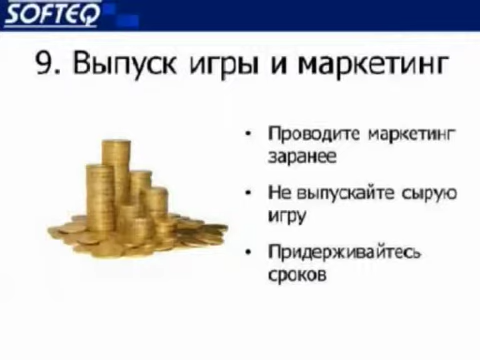 SOFTEQ
9. Выпуск игры и маркетинг
• Проводите маркетинг
заранее
• Не выпускайте сырую
игру
• Придерживайтесь
сроков